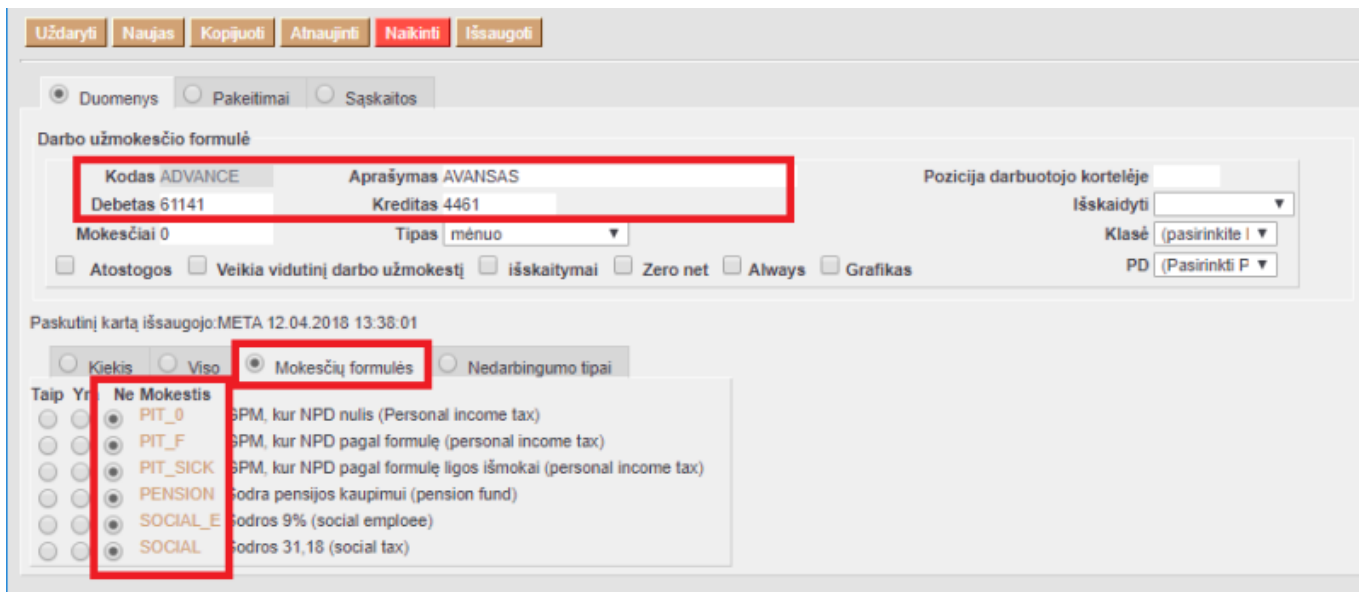 Uždaryti Naujas Kopijuoti Atnaujinti Naikinti Išsaugoti
Duomenys Pakeitimai Sąskaitos
Darbo užmokesčio formulė
Kodas ADVANCE Aprašymas AVANSAS Pozicija darbuotojo kortelėje
Debetas 61141 Kreditas 4461 Išskaidyti
Mokesčiai 0 Tipas mėnuo Klasė (pasirinkite
Atostogos Veikia vidutinį darbo užmokestį išskaitymai Zero net Always Grafikas PD (Pasirinkti P
Paskutinį kartą išsaugojo:META 12.04.2018 13:38:01
Kiekis Viso Mokesčių formulės Nedarbingumo tipai
Taip Ne Mokestis
PIT_0 GPM, kur NPD nulis (Personal income tax)
PIT_F GPM, kur NPD pagal formulę (personal income tax)
PIT_SICK GPM, kur NPD pagal formulę ligos išmokai (personal income tax)
PENSION Sodra pensijos kaupimui (pension fund)
SOCIAL_E Sodros 9% (social emploee)
SOCIAL Sodros 31,18 (social tax)